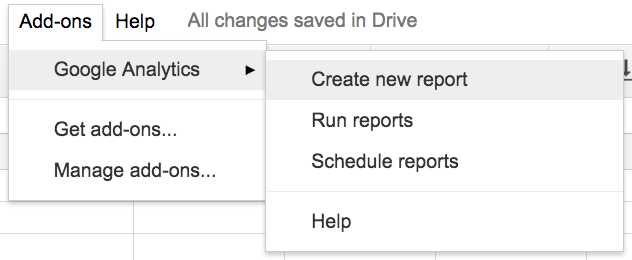 Add-ons Help All changes saved in Drive
Google Analytics ►
Create new report
Run reports
Schedule reports
Help
Get add-ons...
Manage add-ons...